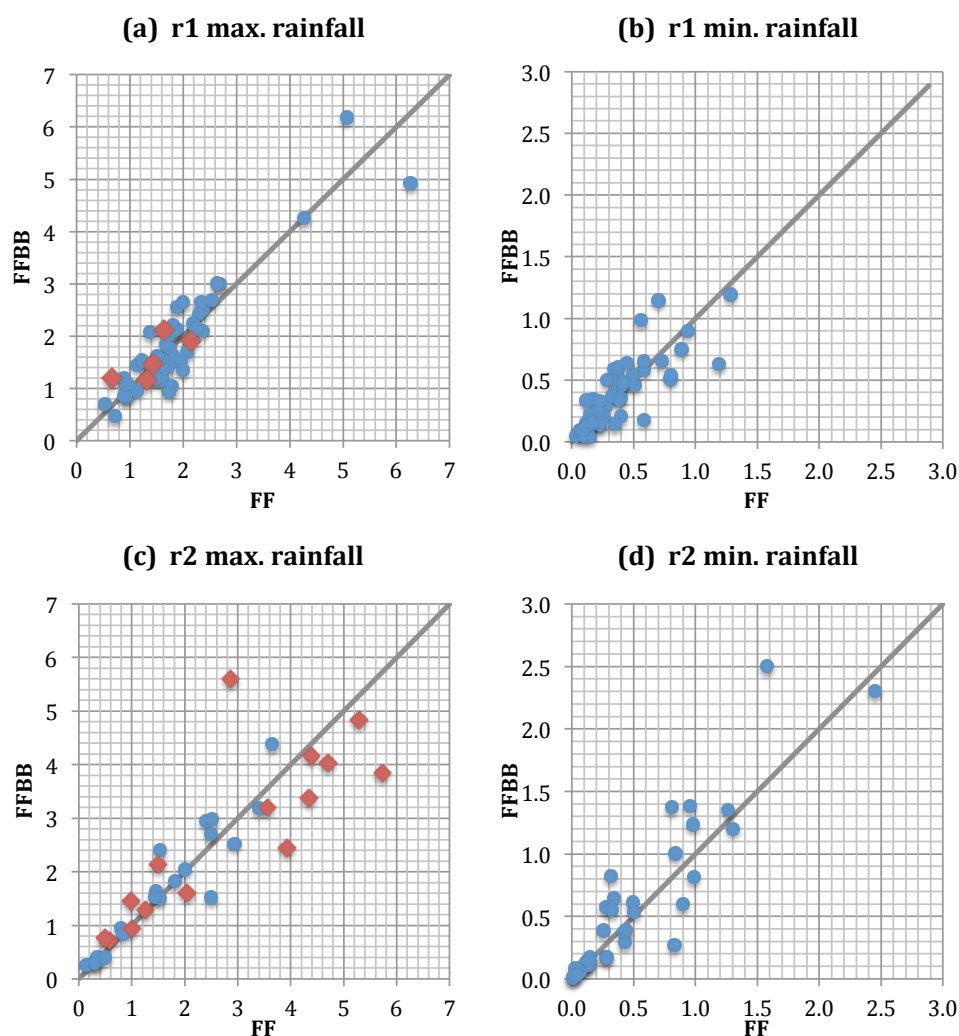 (a) r1 max. rainfall
7
6
5
4
3
2
1
0
FFBB
0 1 2 3 4 5 6 7
FF
(b) r1 min. rainfall
3.0
2.5
2.0
1.5
1.0
0.5
0.0
FFBB
0.0 0.5 1.0 1.5 2.0 2.5 3.0
FF
(c) r2 max. rainfall
7
6
5
4
3
2
1
0
FFBB
0 1 2 3 4 5 6 7
FF
(d) r2 min. rainfall
3.0
2.5
2.0
1.5
1.0
0.5
0.0
FFBB
0.0 0.5 1.0 1.5 2.0 2.5 3.0
FF